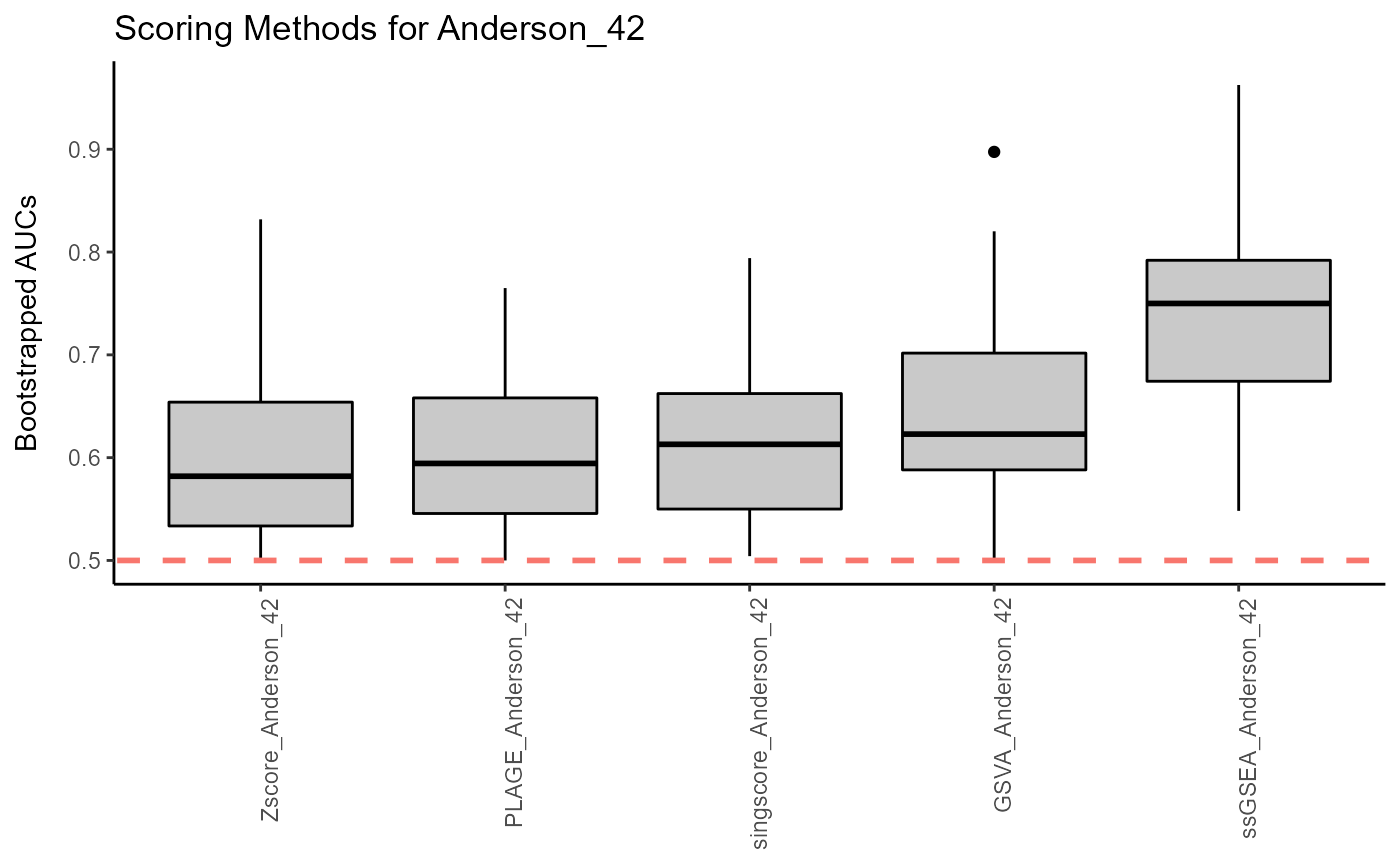 Scoring Methods for Anderson_42
Bootstrapped AUCs
0.9
0.8
0.7
0.6
0.5
Zscore_Anderson_42
PLAGE_Anderson_42
singscore_Anderson_42
GSVA_Anderson_42
ssGSEA_Anderson_42